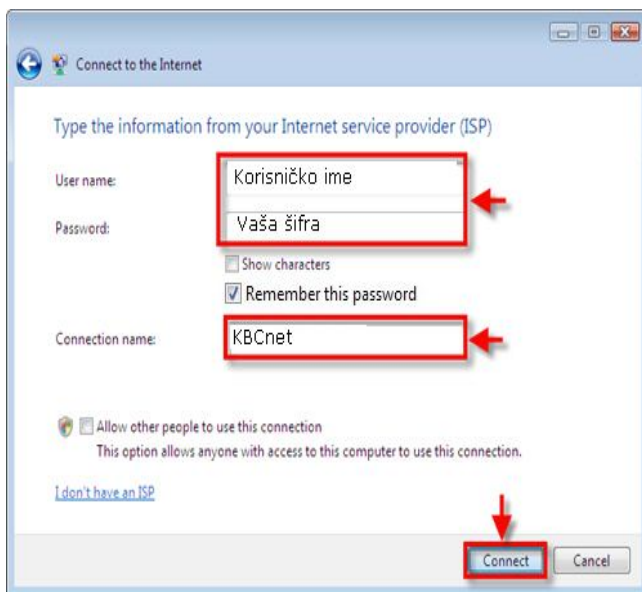 Connect to the Internet
Type the information from your Internet service provider (ISP)
User name: Korisničko ime
Password: Vaša šifra
Show characters
Remember this password
Connection name: KBCnet
Allow other people to use this connection
This option allows anyone with access to this computer to use this connection.
I don't have an ISP
Connect Cancel